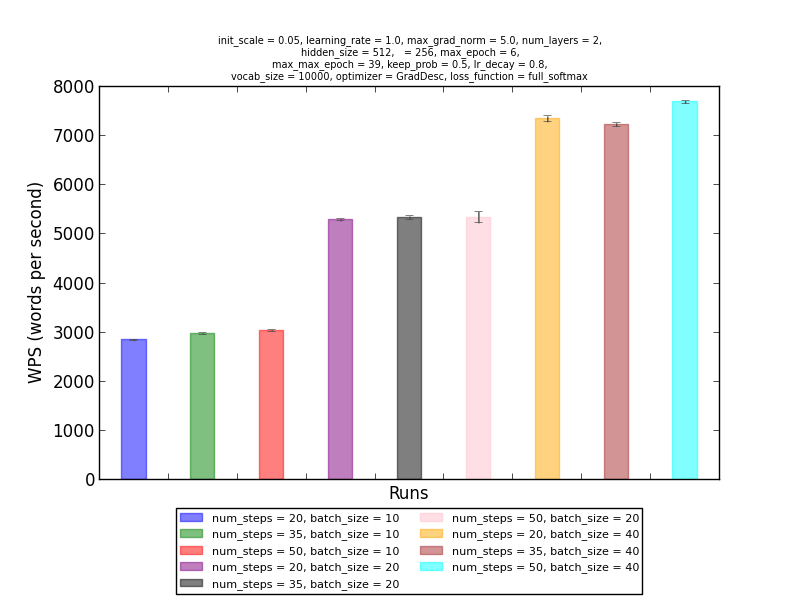 init_scale = 0.05, learning_rate = 1.0, max_grad_norm = 5.0, num_layers = 2,
hidden_size = 512,   = 256, max_epoch = 6,
max_max_epoch = 39, keep_prob = 0.5, lr_decay = 0.8,
vocab_size = 10000, optimizer = GradDesc, loss_function = full_softmax
8000
7000
6000
5000
4000
3000
2000
1000
0
WPS (words per second)
Runs
num_steps = 20, batch_size = 10
num_steps = 35, batch_size = 10
num_steps = 50, batch_size = 10
num_steps = 20, batch_size = 20
num_steps = 35, batch_size = 20
num_steps = 50, batch_size = 20
num_steps = 20, batch_size = 40
num_steps = 35, batch_size = 40
num_steps = 50, batch_size = 40